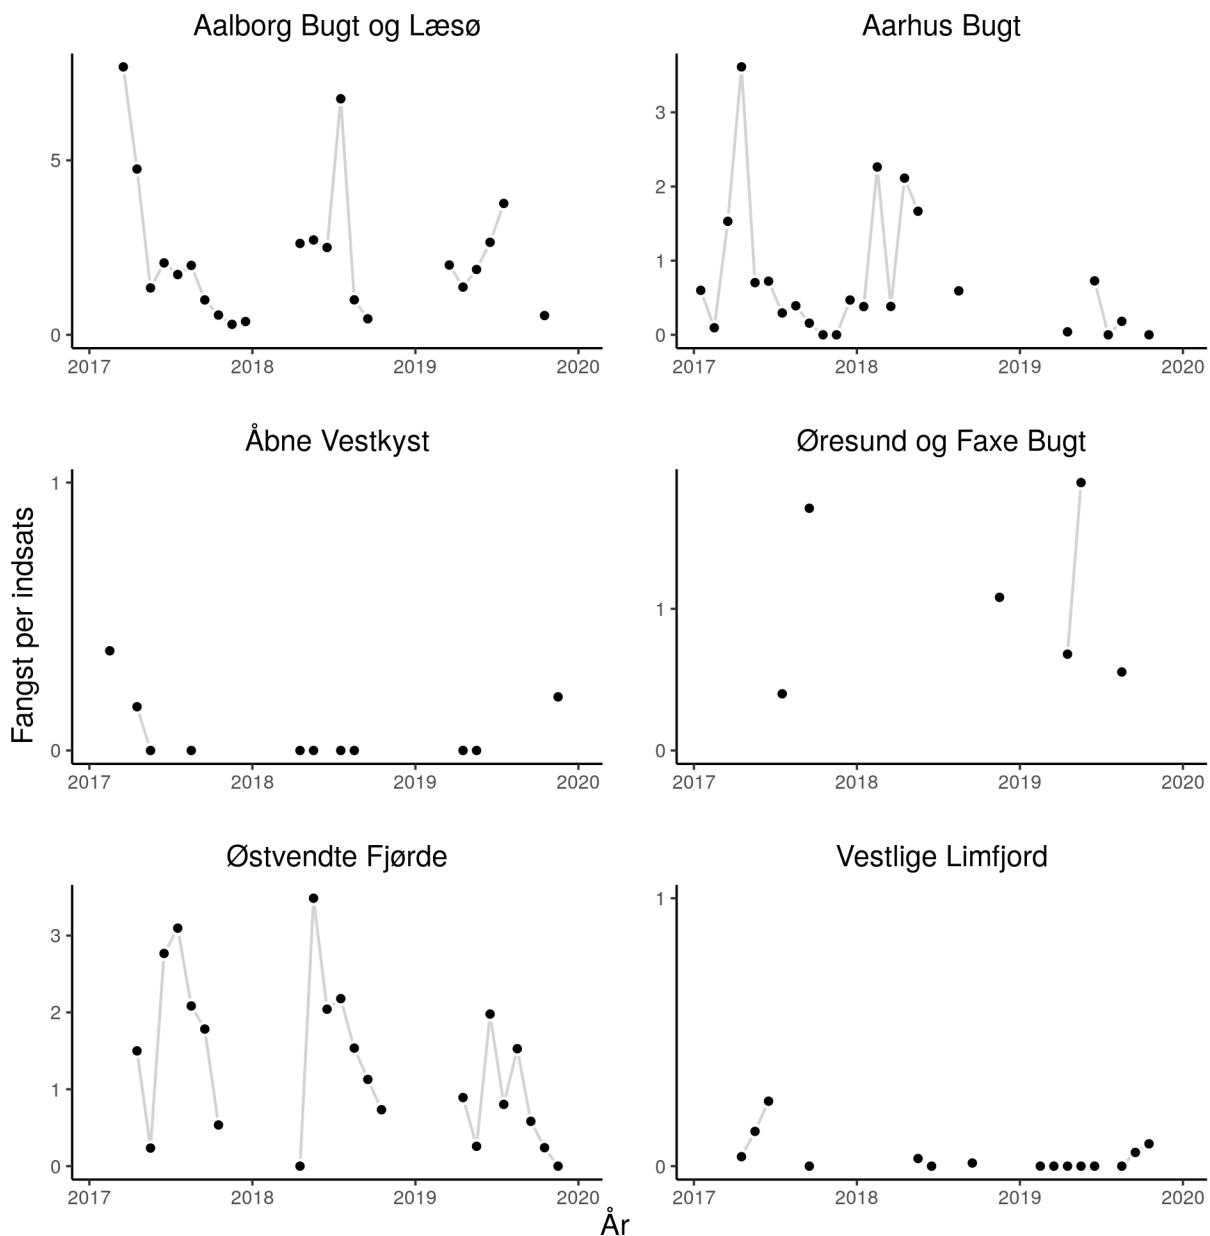 Aalborg Bugt og Læsø
5
0
2017 2018 2019 2020
Aarhus Bugt
3
2
1
0
2017 2018 2019 2020
Fangst per indsats
Åbne Vestkyst
1
0
2017 2018 2019 2020
Øresund og Faxe Bugt
1
0
2017 2018 2019 2020
Østvendte Fjørde
3
2
1
0
2017 2018 2019 2020
Vestlige Limfjord
1
0
2017 2018 2019 2020
År